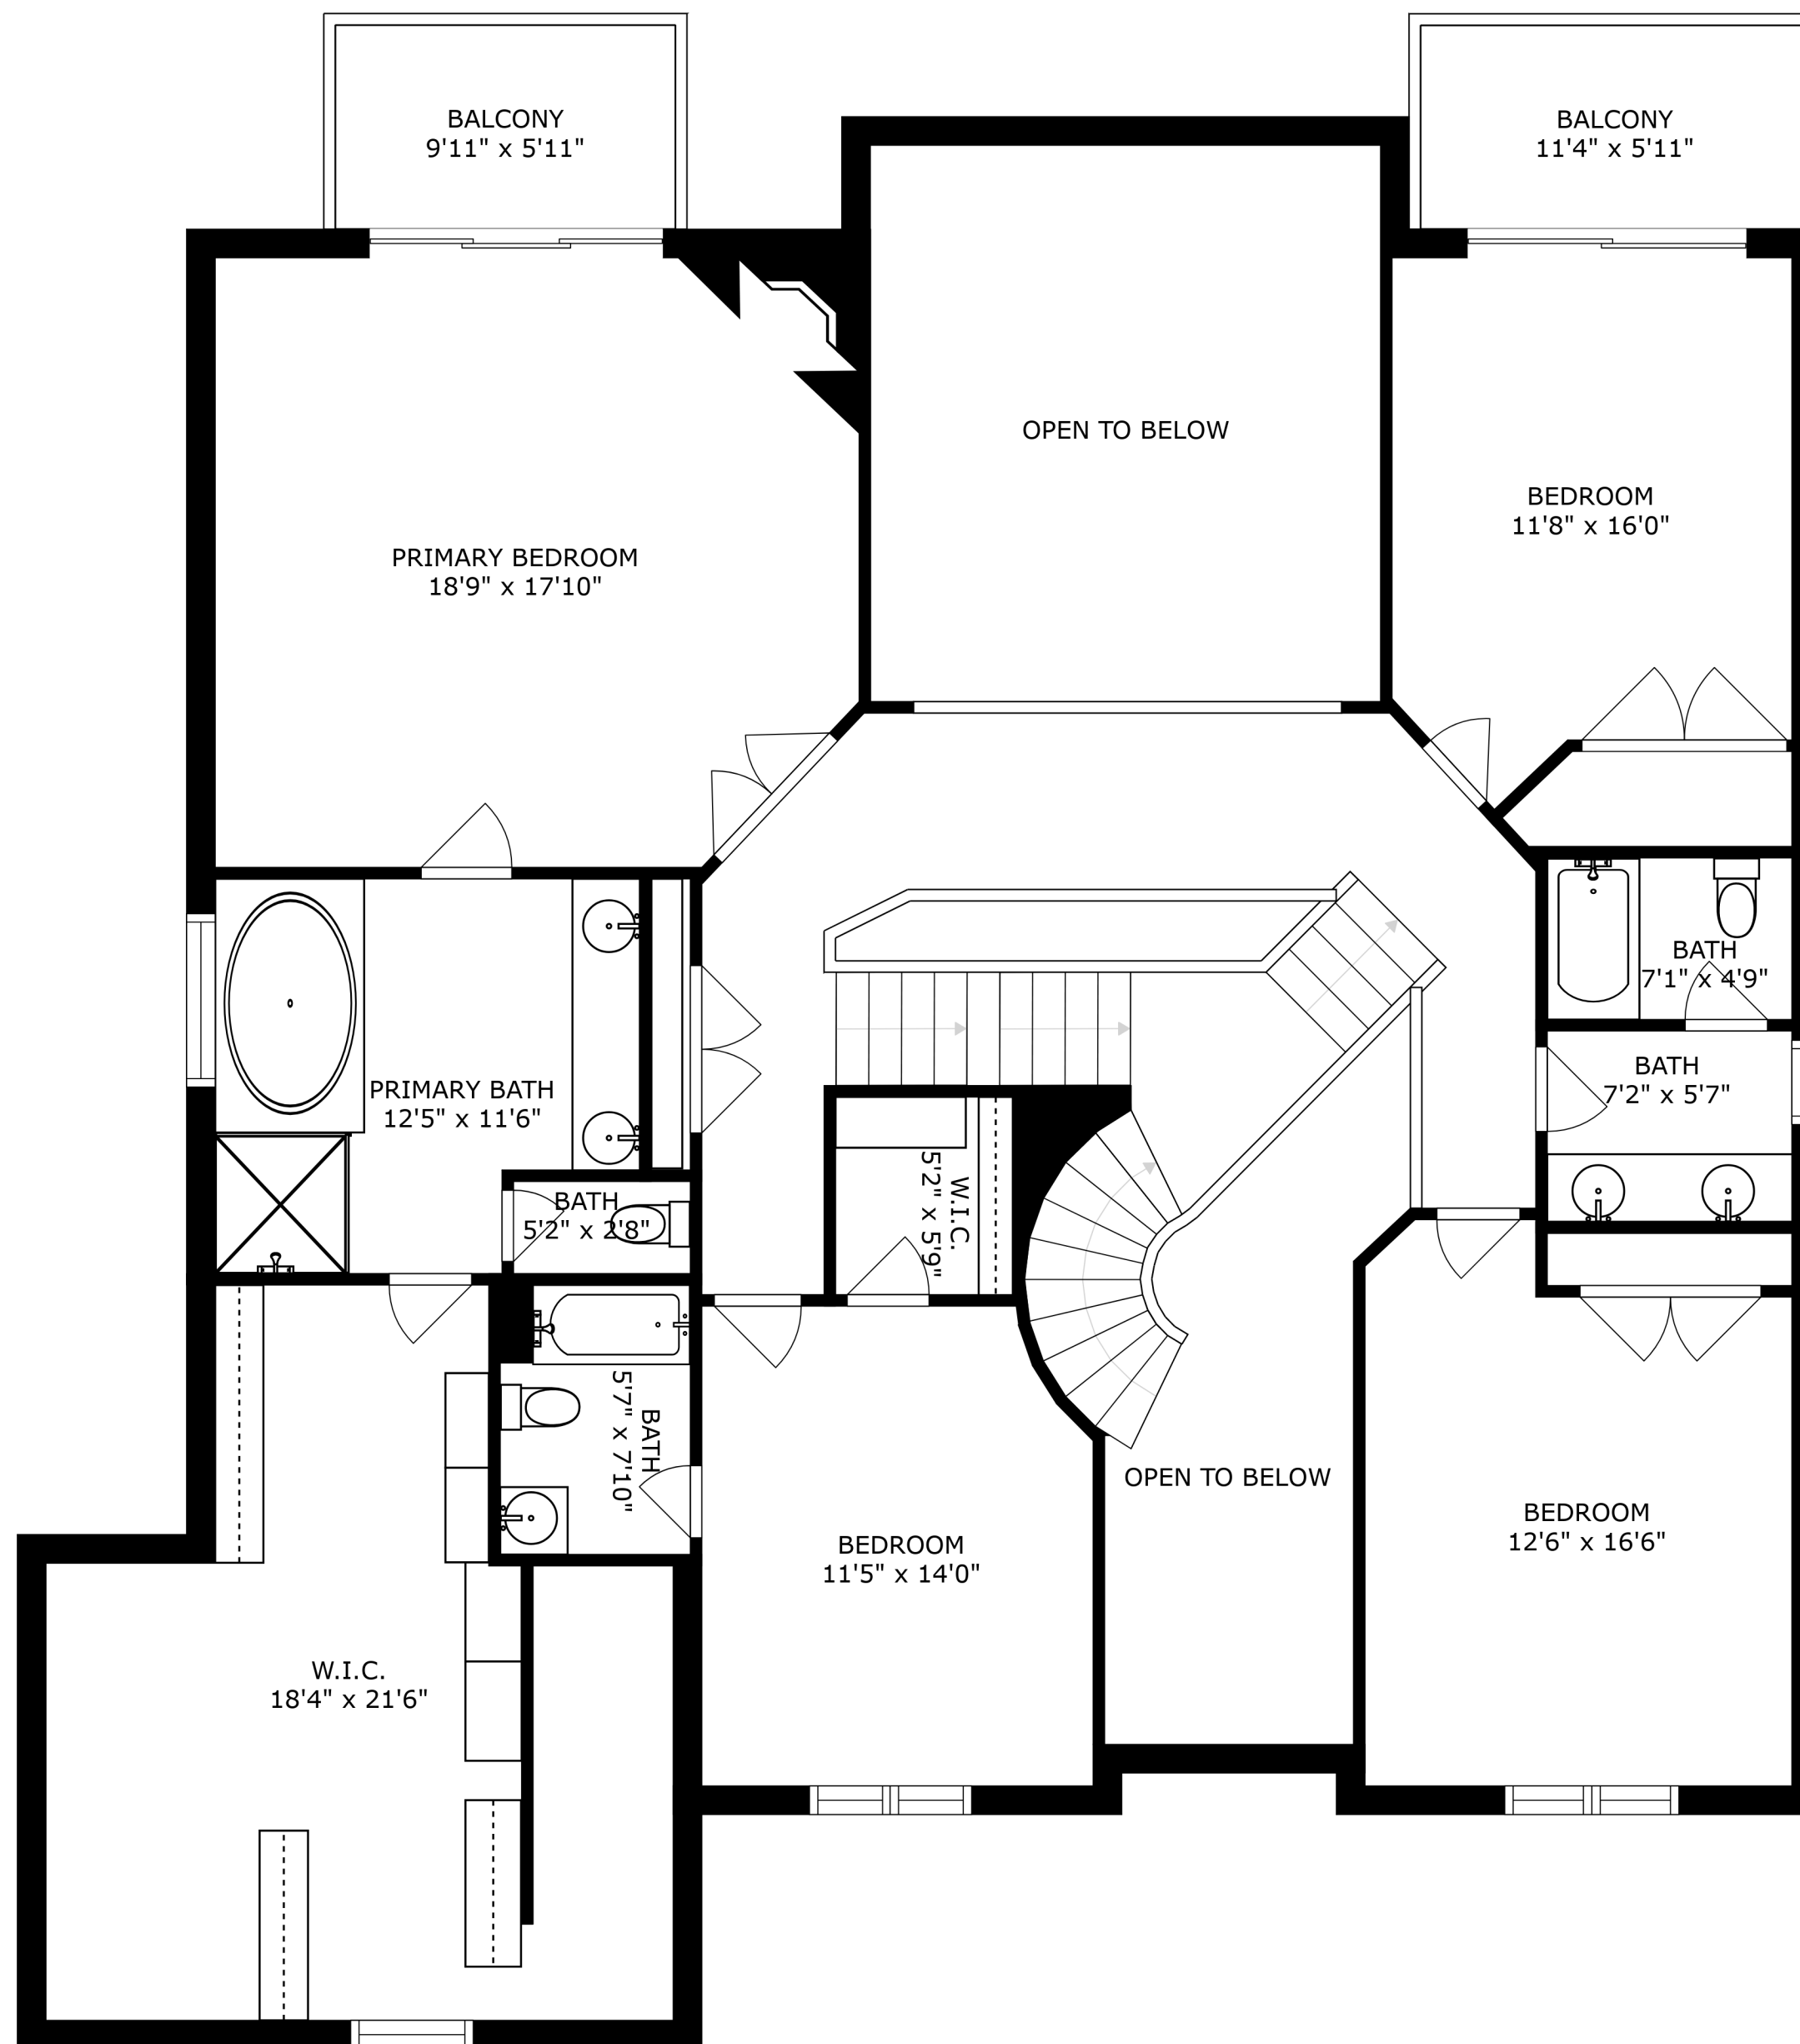 BALCONY
9'11" x 5'11"
BALCONY
11'4" x 5'11"
OPEN TO BELOW
BEDROOM
11'8" x 16'0"
PRIMARY BEDROOM
18'9" x 17'10"
BATH
7'1" x 4'9"
BATH
7'2" x 5'7"
PRIMARY BATH
12'5" x 11'6"
BATH
5'2" x 2'8"
W.I.C.
5'2" x 5'9"
BATH
5'7" x 7'10"
OPEN TO BELOW
BEDROOM
12'6" x 16'6"
BEDROOM
11'5" x 14'0"
W.I.C.
18'4" x 21'6"